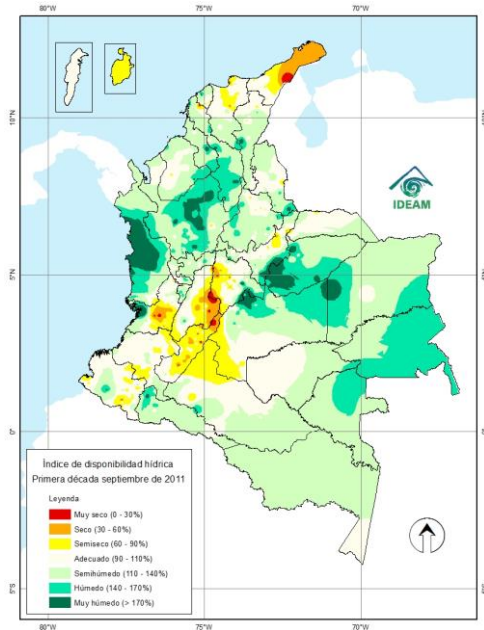 80°W
75°W
70°W
10°N
IDEAM
5°N
0°
Índice de disponibilidad hídrica
Primera década septiembre de 2011
Leyenda
Muy seco (0 - 30%)
Seco (30 - 60%)
Semiseco (60 - 90%)
Adecuado (90 - 110%)
Semihúmedo (110 - 140%)
Húmedo (140 - 170%)
Muy húmedo (> 170%)
5°S
80°W
75°W
70°W